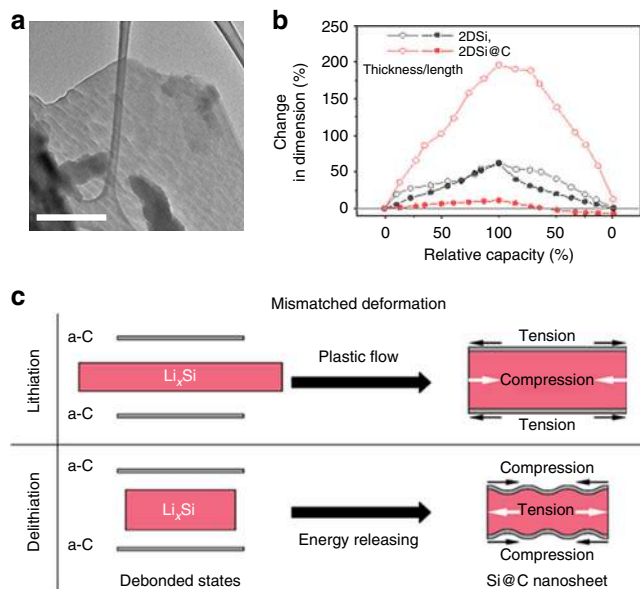 a
b
2DSi,
2DSi@C
Thickness/length
250
200
150
100
50
0
Change
in dimension (%)
0 50 100 50 0
Relative capacity (%)
c
Mismatched deformation
Lithiation
a-C
LixSi
a-C
Plastic flow
Tension
Compression
Tension
Delithiation
a-C
LixSi
a-C
Energy releasing
Compression
Tension
Compression
Debonded states
Si@C nanosheet